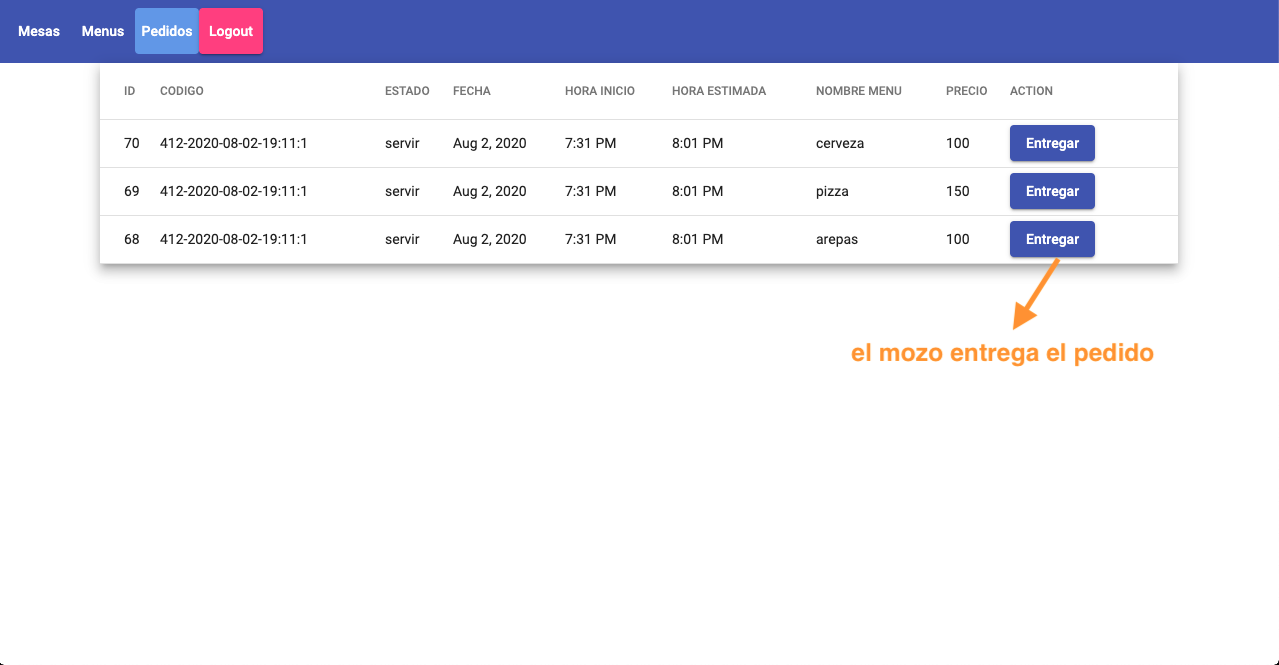 Mesas Menus Pedidos Logout
ID CODIGO ESTADO FECHA HORA INICIO HORA ESTIMADA NOMBRE MENU PRECIO ACTION
70 412-2020-08-02-19:11:1 servir Aug 2, 2020 7:31 PM 8:01 PM cerveza 100 Entregar
69 412-2020-08-02-19:11:1 servir Aug 2, 2020 7:31 PM 8:01 PM pizza 150 Entregar
68 412-2020-08-02-19:11:1 servir Aug 2, 2020 7:31 PM 8:01 PM arepas 100 Entregar
el mozo entrega el pedido